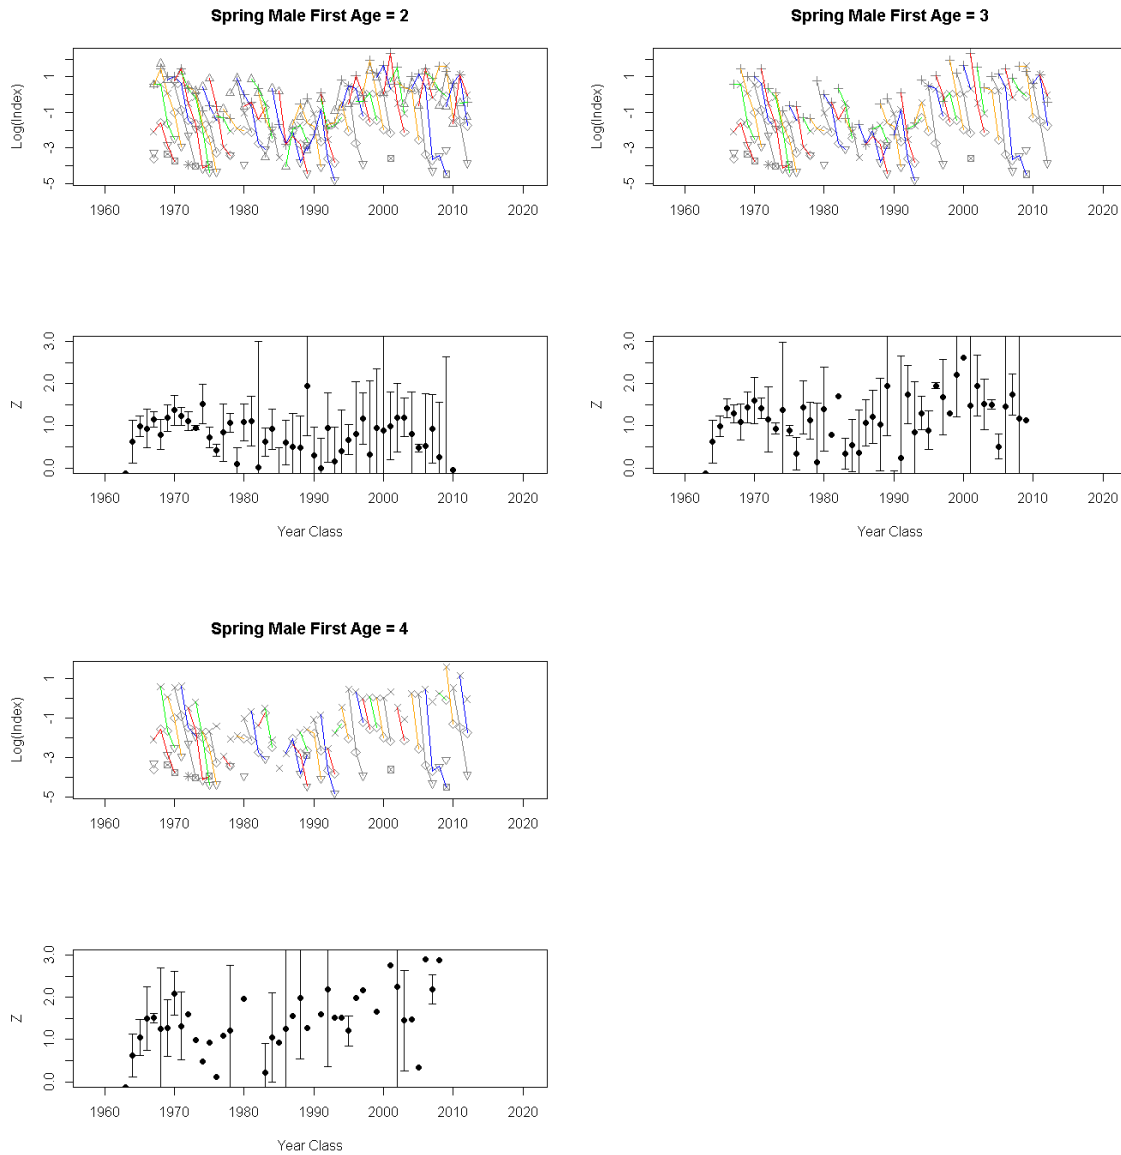 Spring Male First Age = 2
Log(Index)
1
-1
-3
-5
1960 1970 1980 1990 2000 2010 2020
Z
3.0
2.0
1.0
0.0
1960 1970 1980 1990 2000 2010 2020
Year Class
Spring Male First Age = 3
Log(Index)
1
-1
-3
-5
1960 1970 1980 1990 2000 2010 2020
Z
3.0
2.0
1.0
0.0
1960 1970 1980 1990 2000 2010 2020
Year Class
Spring Male First Age = 4
Log(Index)
1
-1
-3
-5
1960 1970 1980 1990 2000 2010 2020
Z
3.0
2.0
1.0
0.0
1960 1970 1980 1990 2000 2010 2020
Year Class